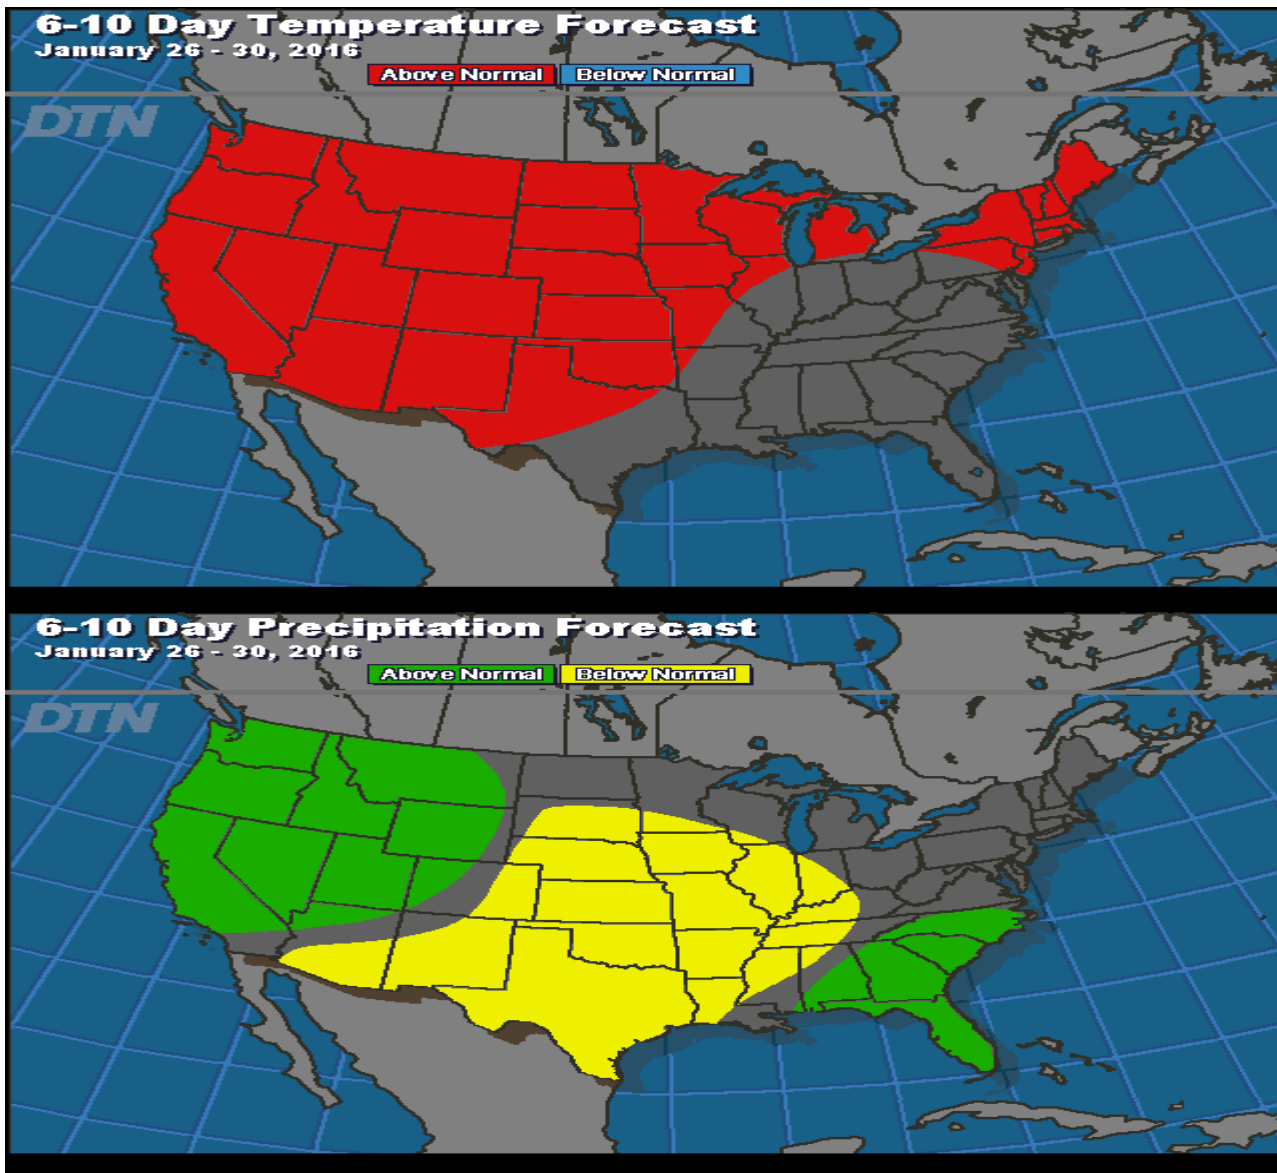 6-10 Day Temperature Forecast
January 26 - 30, 2016
Above Normal Below Normal
DTN
6-10 Day Precipitation Forecast
January 26 - 30, 2016
Above Normal Below Normal
DTN